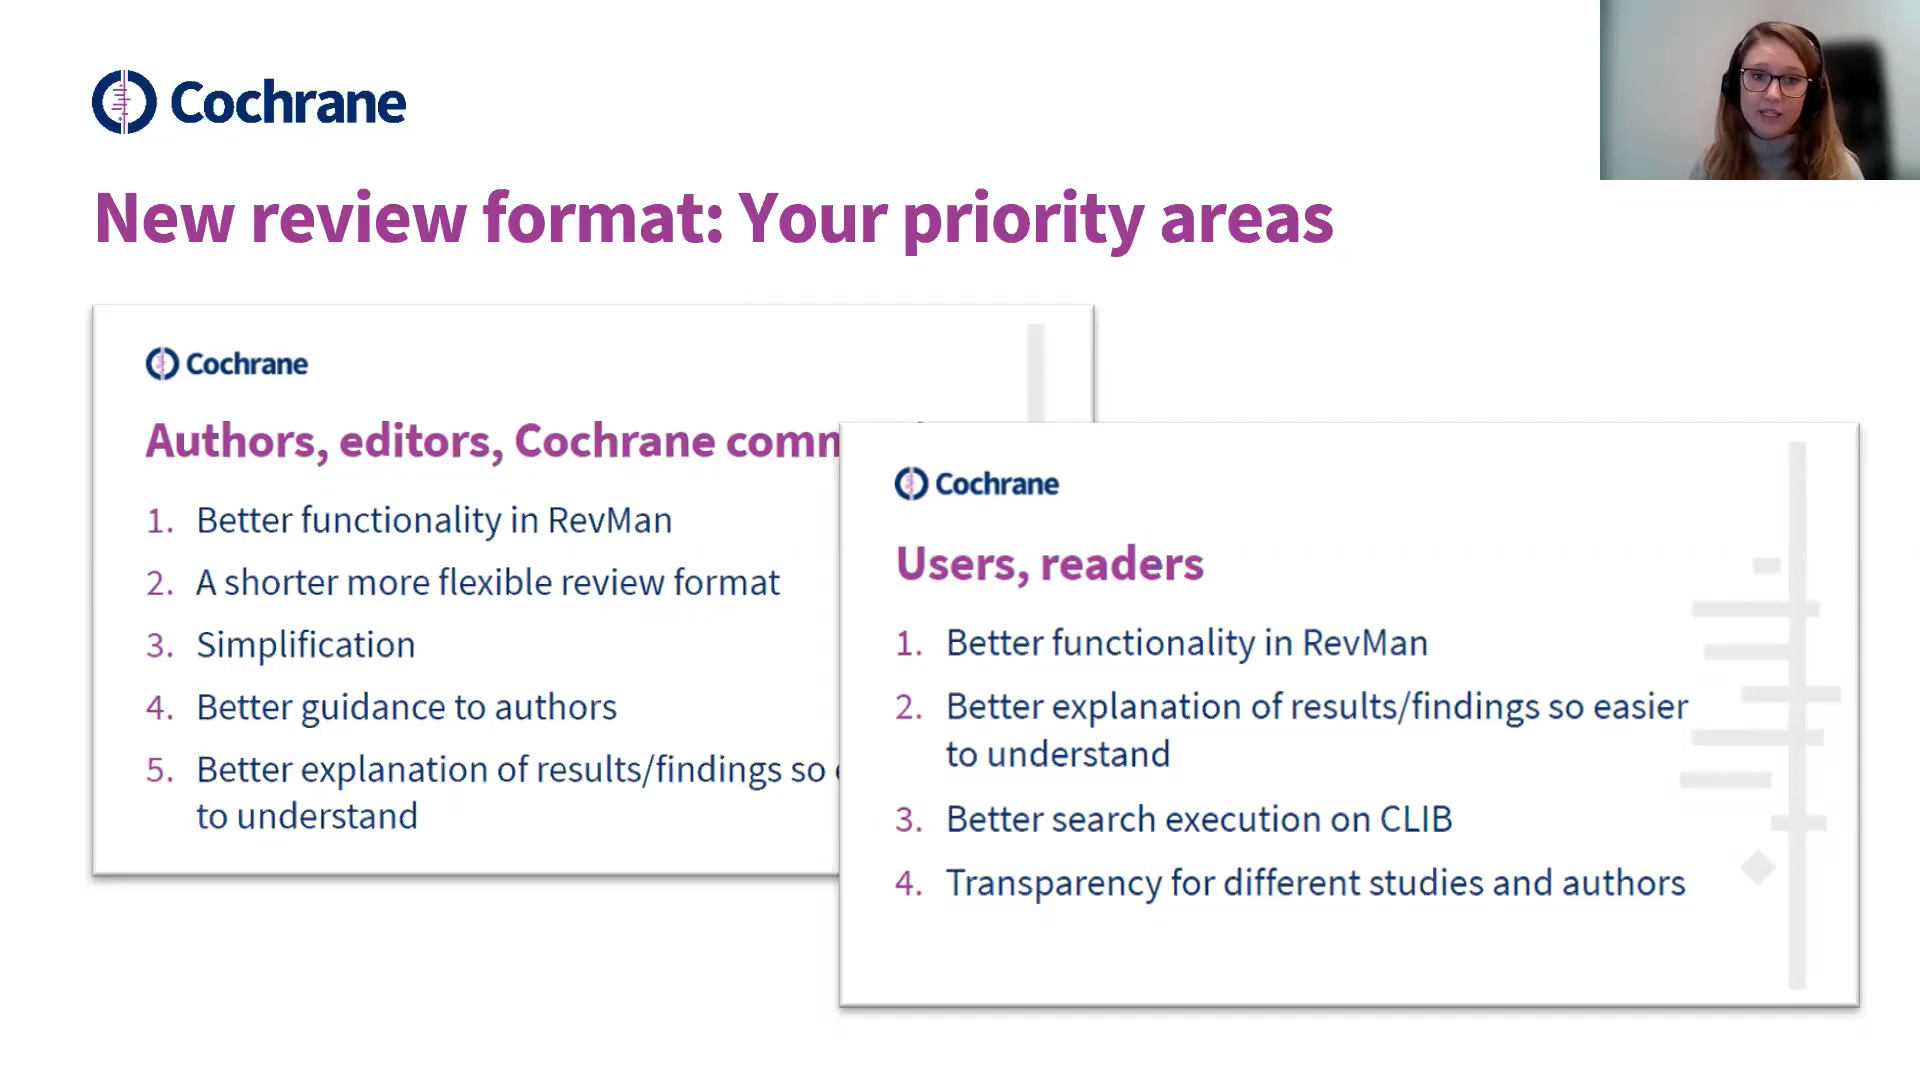 Cochrane
New review format: Your priority areas
Cochrane
Authors, editors, Cochrane
1. Better functionality in RevMan
2. A shorter more flexible review format
3. Simplification
4. Better guidance to authors
5. Better explanation of results/findings so
to understand
Cochrane
Users, readers
1. Better functionality in RevMan
2. Better explanation of results/findings so easier
to understand
3. Better search execution on CLIB
4. Transparency for different studies and authors